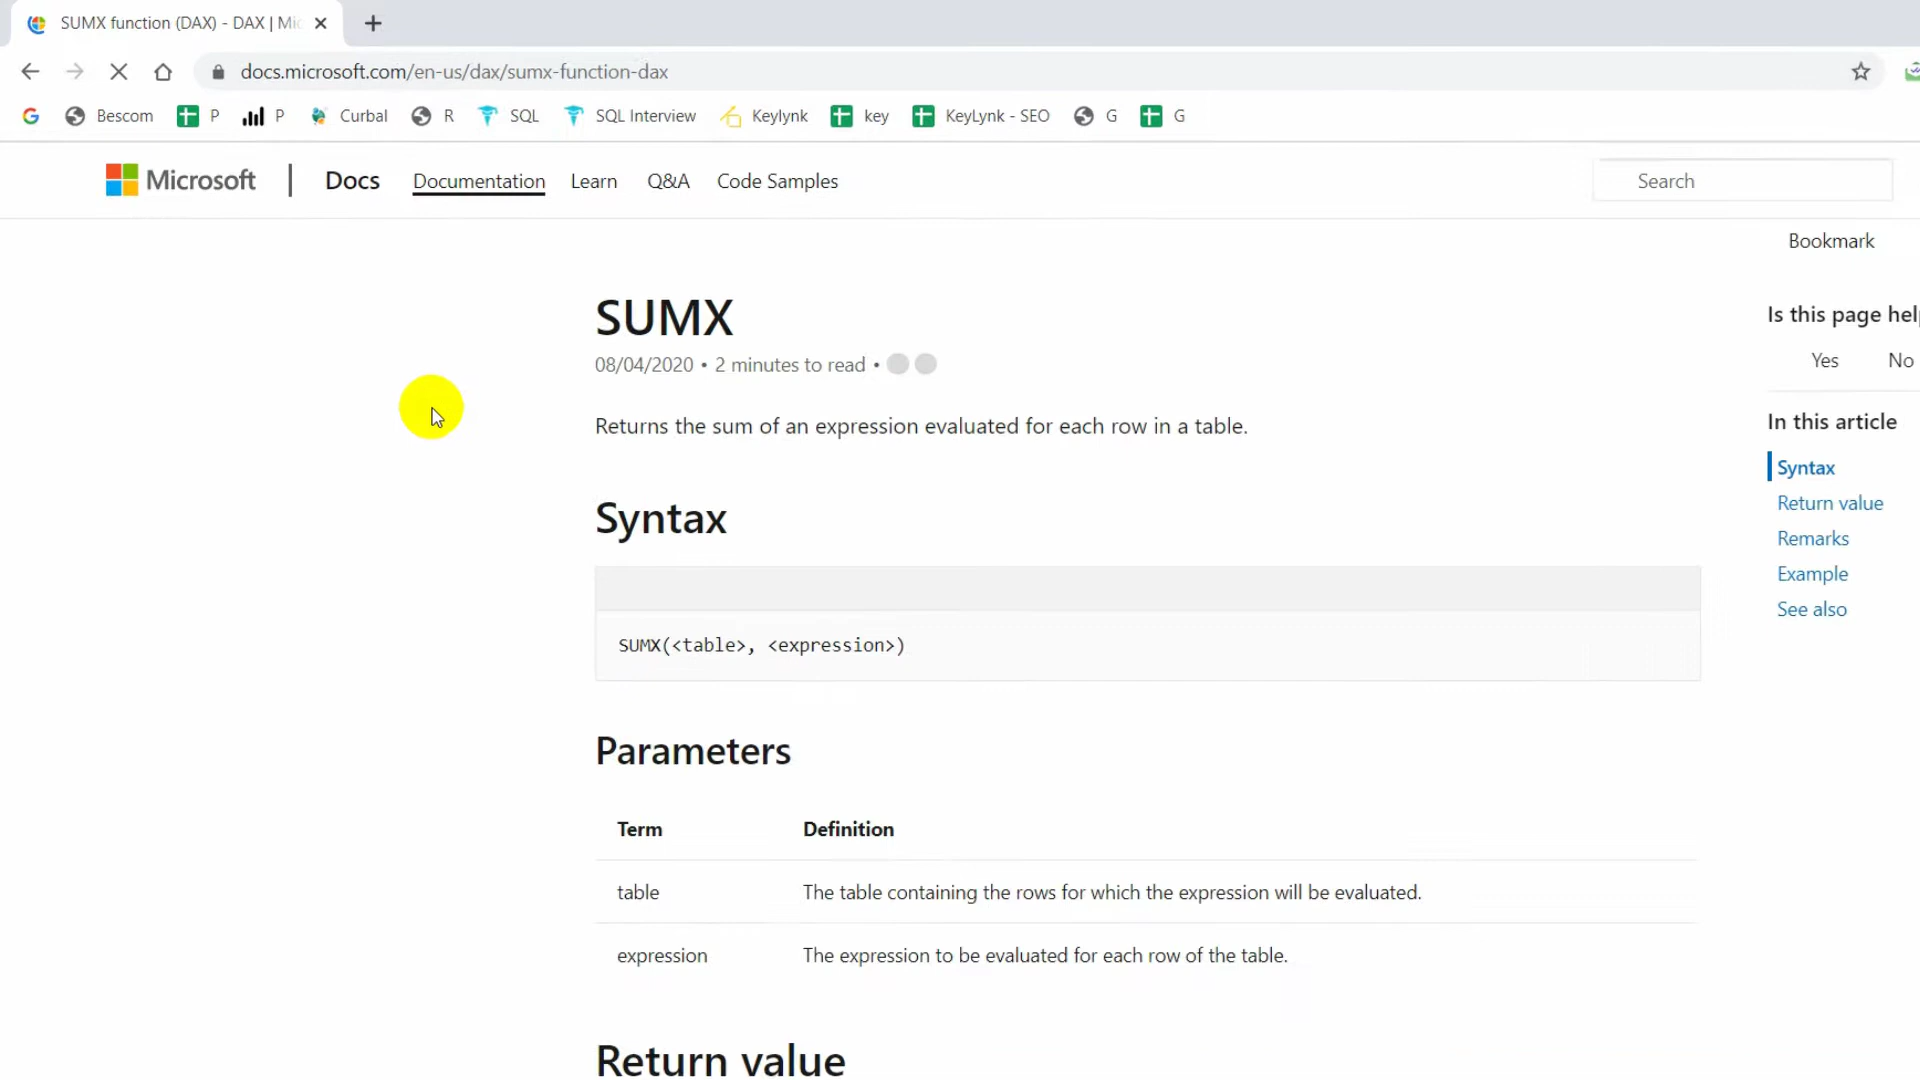 SUMX function (DAX) - DAX | Mic
docs.microsoft.com/en-us/dax/sumx-function-dax
Bescom P P Curbal R SQL SQL Interview Keylynk key KeyLynk - SEO G G
Microsoft Docs Documentation Learn Q&A Code Samples Search
Bookmark
SUMX
08/04/2020 • 2 minutes to read •
Returns the sum of an expression evaluated for each row in a table.
Syntax
SUMX(<table>, <expression>)
Parameters
Term Definition
table The table containing the rows for which the expression will be evaluated.
expression The expression to be evaluated for each row of the table.
Return value
Is this page hel
Yes No
In this article
Syntax
Return value
Remarks
Example
See also